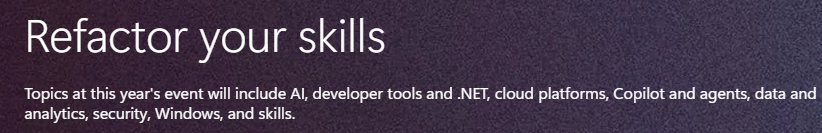 Refactor your skills
Topics at this year's event will include AI, developer tools and .NET, cloud platforms, Copilot and agents, data and
analytics, security, Windows, and skills.